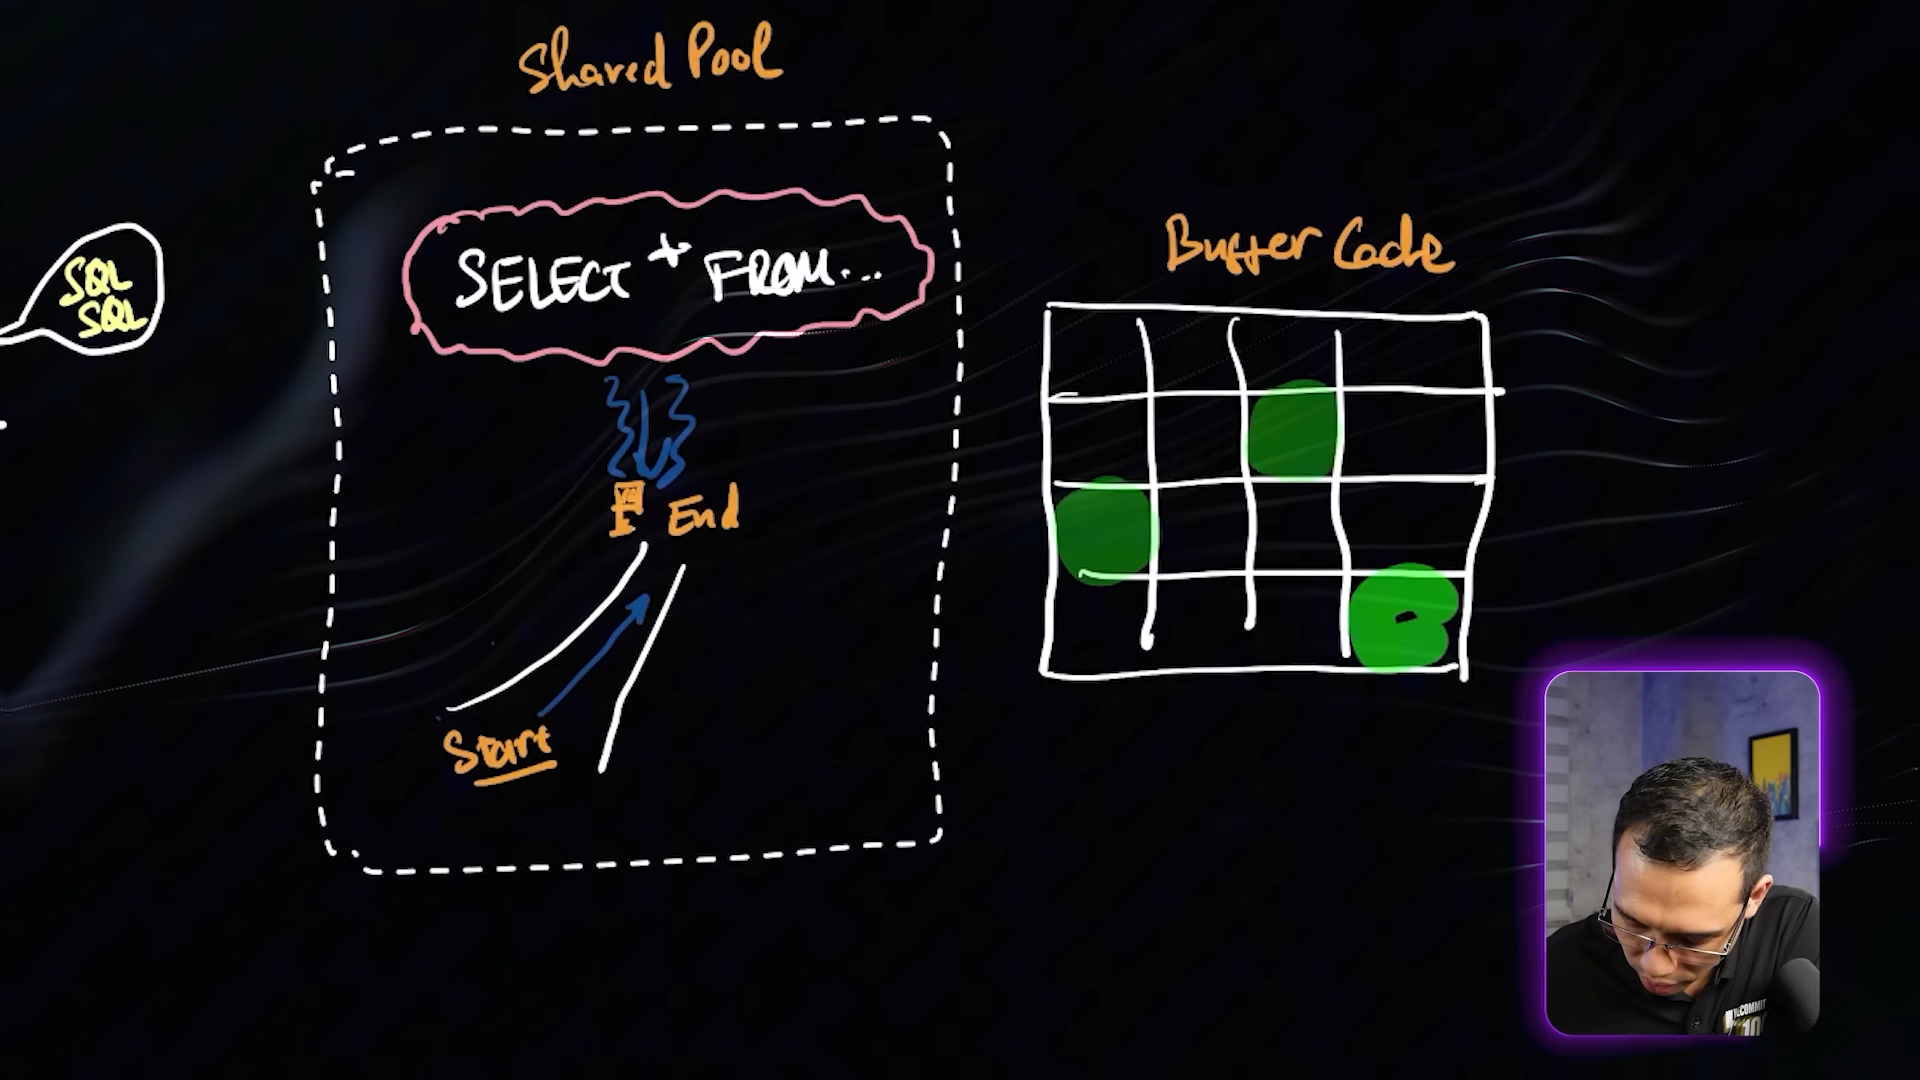 Shared Pool
SELECT * FROM...
Buffer Cache
SQL
SQL
End
Start